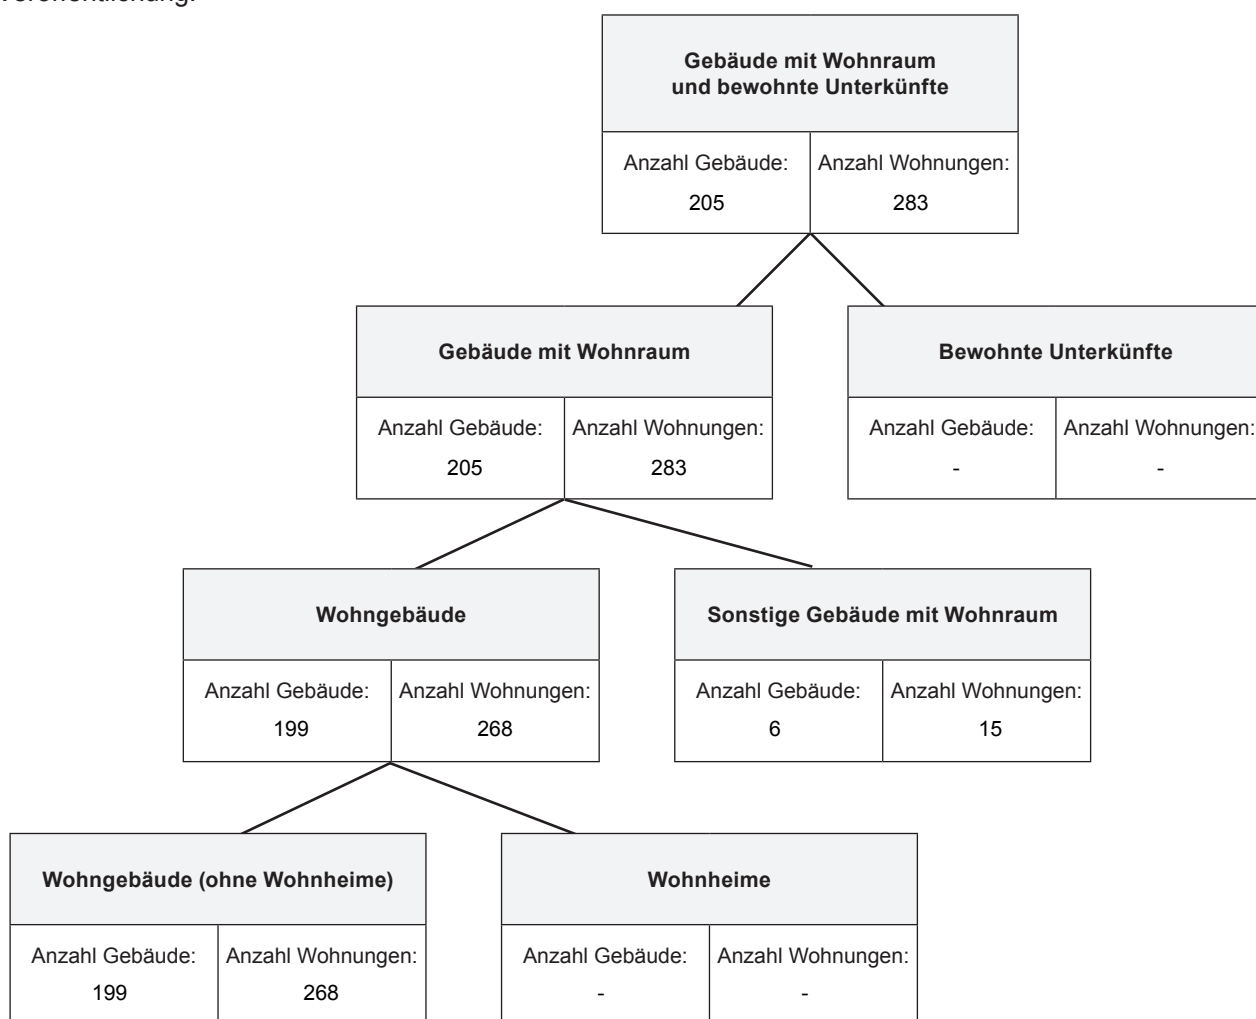 Veröffentlichung.
Gebäude mit Wohnraum
und bewohnte Unterkünfte
Anzahl Gebäude: Anzahl Wohnungen:
205 283
Gebäude mit Wohnraum Bewohnte Unterkünfte
Anzahl Gebäude: Anzahl Wohnungen: Anzahl Gebäude: Anzahl Wohnungen:
205 283 - -
Wohngebäude Sonstige Gebäude mit Wohnraum
Anzahl Gebäude: Anzahl Wohnungen: Anzahl Gebäude: Anzahl Wohnungen:
199 268 6 15
Wohngebäude (ohne Wohnheime) Wohnheime
Anzahl Gebäude: Anzahl Wohnungen: Anzahl Gebäude: Anzahl Wohnungen:
199 268 - -